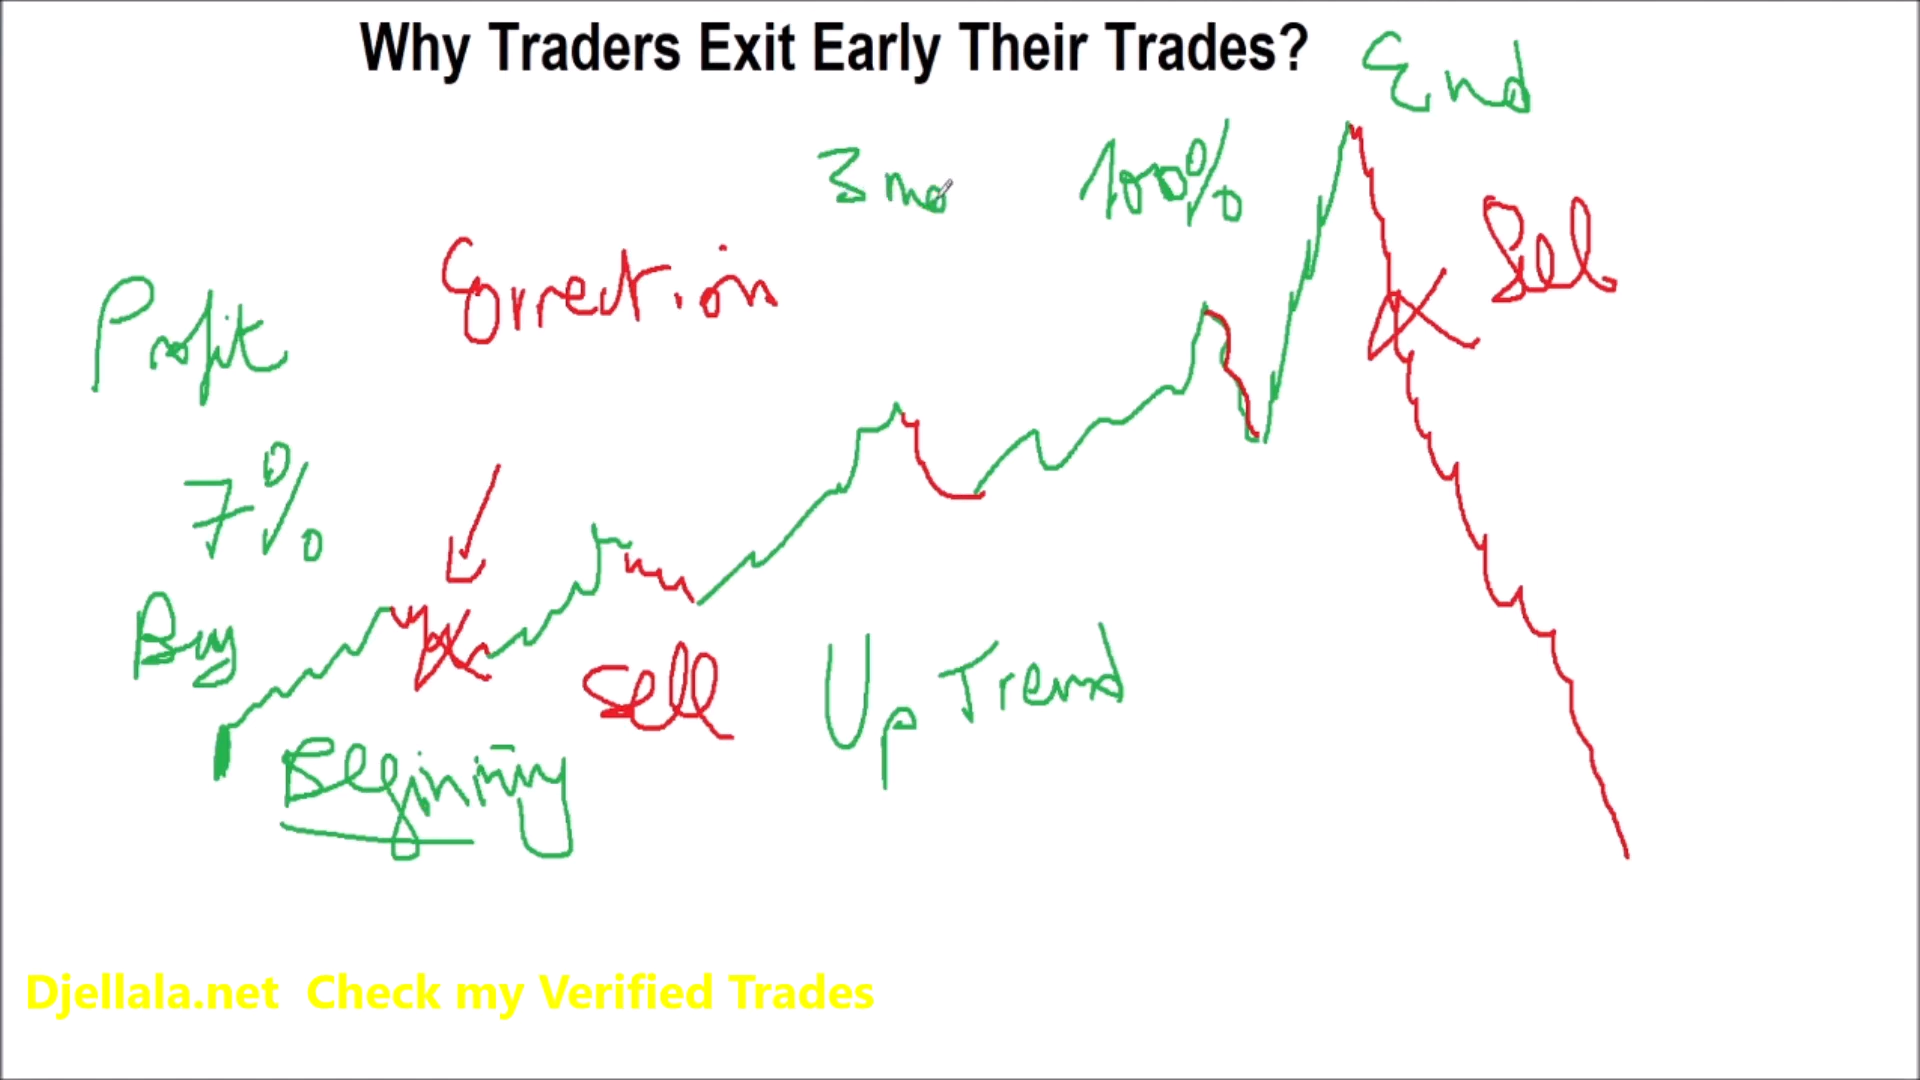 Why Traders Exit Early Their Trades?
End
3 mo
100%
Sell
Correction
Profit
7%
Buy
Sell
Up Trend
Beginning
Djellala.net Check my Verified Trades